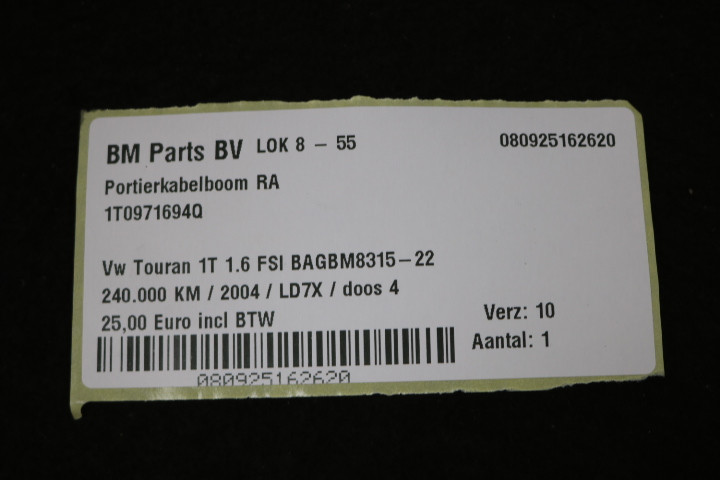 BM Parts BV LOK 8 - 55 080925162620
Portierkabelboom RA
1T0971694Q
Vw Touran 1T 1.6 FSI BAGBM8315-22
240.000 KM / 2004 / LD7X / doos 4
25,00 Euro incl BTW
Verz: 10
Aantal: 1
080925162620